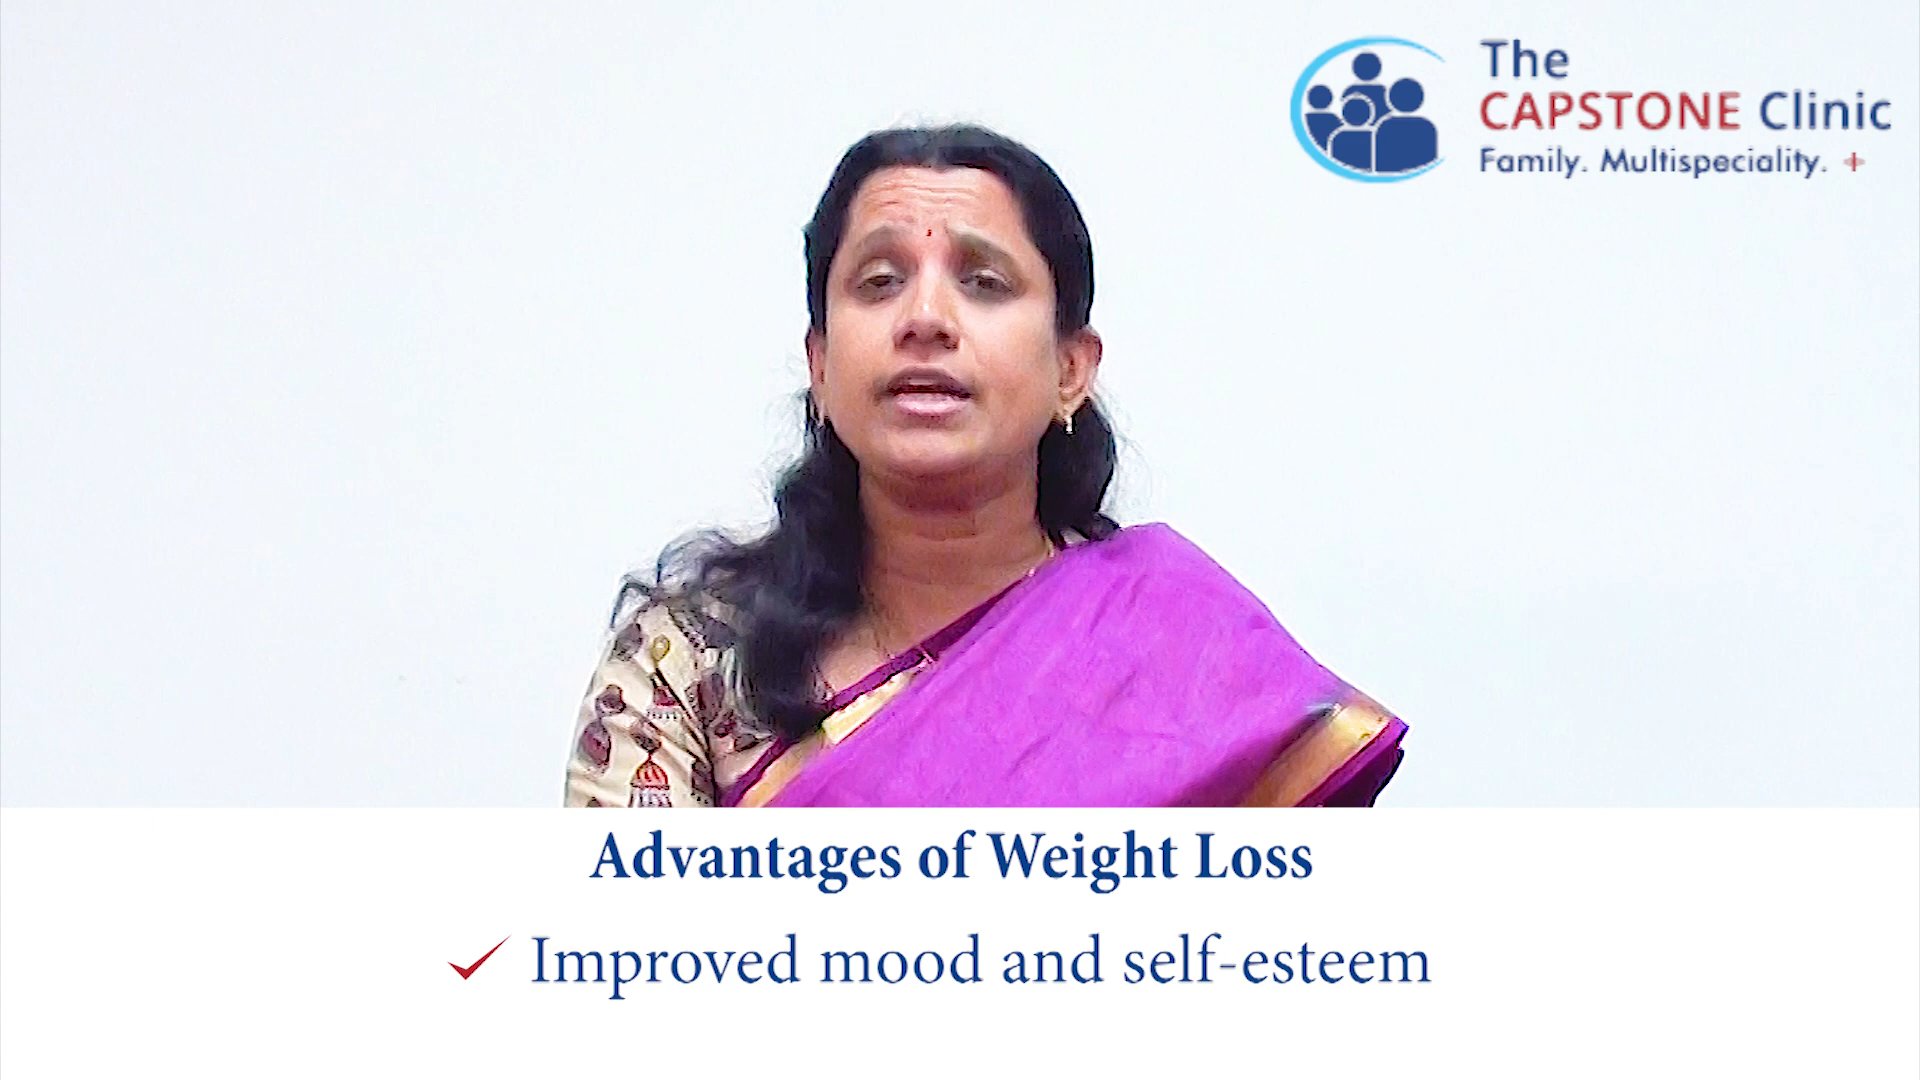 The
CAPSTONE Clinic
Family. Multispeciality.
Advantages of Weight Loss
Improved mood and self-esteem